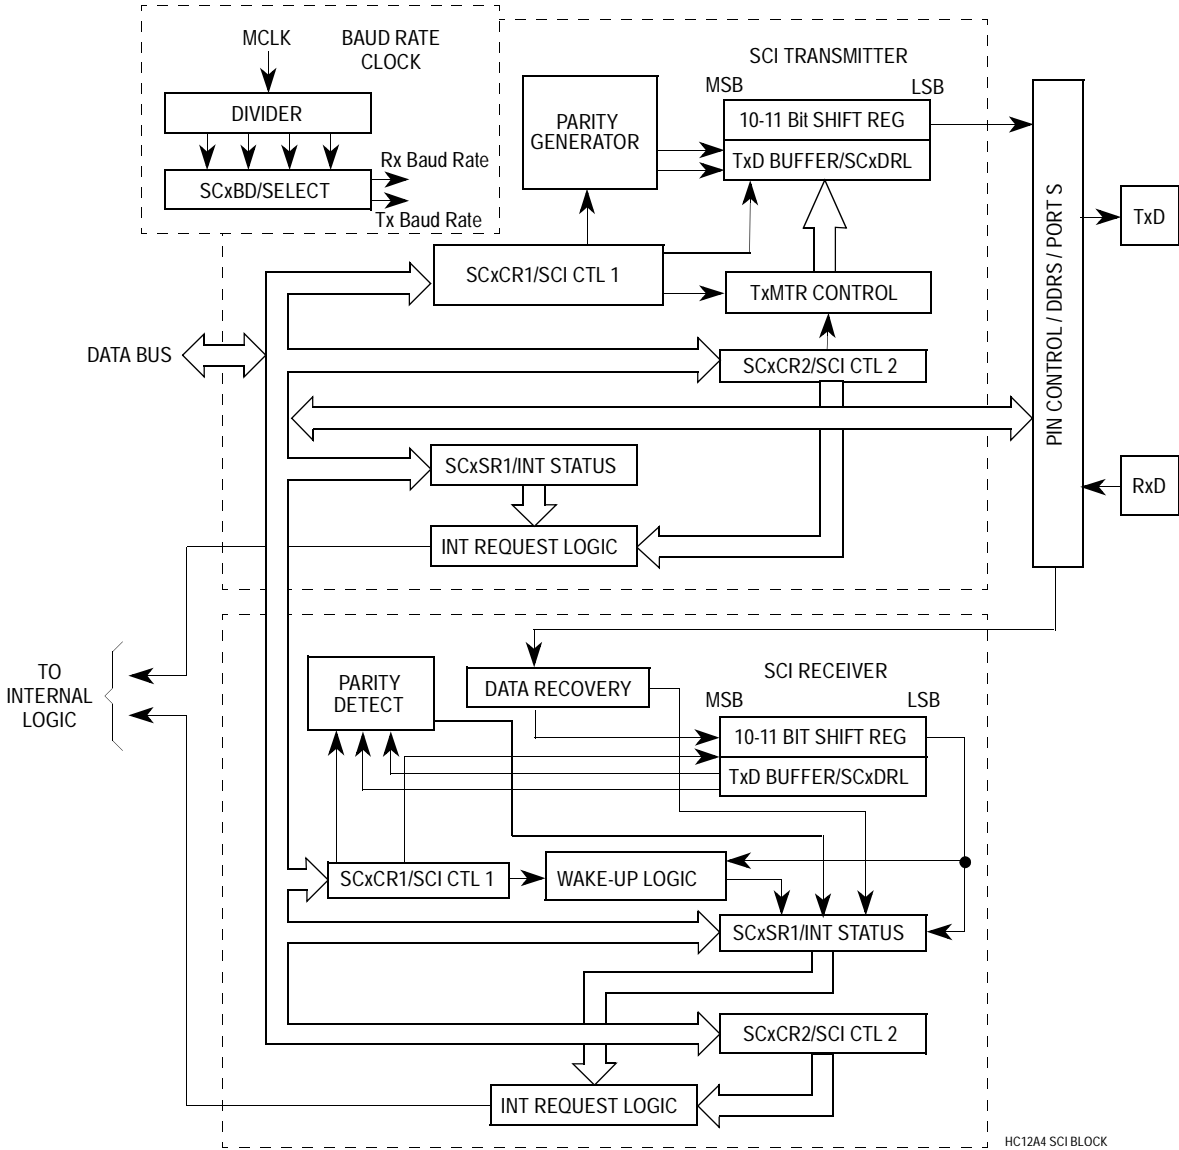 MCLK
BAUD RATE
CLOCK
DIVIDER
SCxBD/SELECT
Rx Baud Rate
Tx Baud Rate
SCI TRANSMITTER
MSB
LSB
PARITY
GENERATOR
10-11 Bit SHIFT REG
TxD BUFFER/SCxDRL
SCxCR1/SCI CTL 1
TxMTR CONTROL
DATA BUS
SCxCR2/SCI CTL 2
SCxSR1/INT STATUS
INT REQUEST LOGIC
PIN CONTROL / DDRS / PORT S
TxD
RxD
TO
INTERNAL
LOGIC
SCI RECEIVER
PARITY
DETECT
DATA RECOVERY
MSB
LSB
10-11 BIT SHIFT REG
TxD BUFFER/SCxDRL
SCxCR1/SCI CTL 1
WAKE-UP LOGIC
SCxSR1/INT STATUS
SCxCR2/SCI CTL 2
INT REQUEST LOGIC
HC12A4 SCI BLOCK